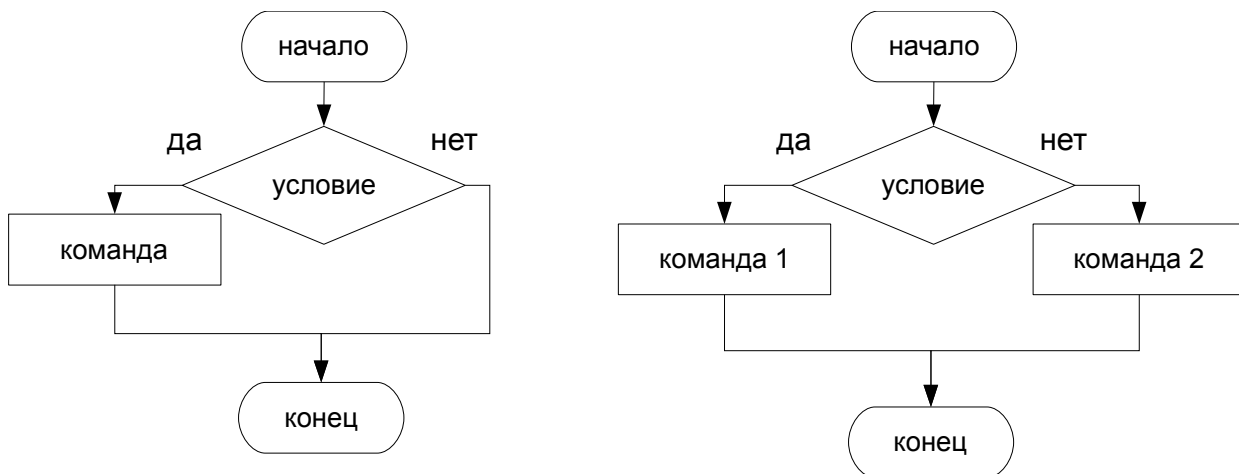 начало
да
нет
условие
команда
конец
начало
да
нет
условие
команда 1
команда 2
конец